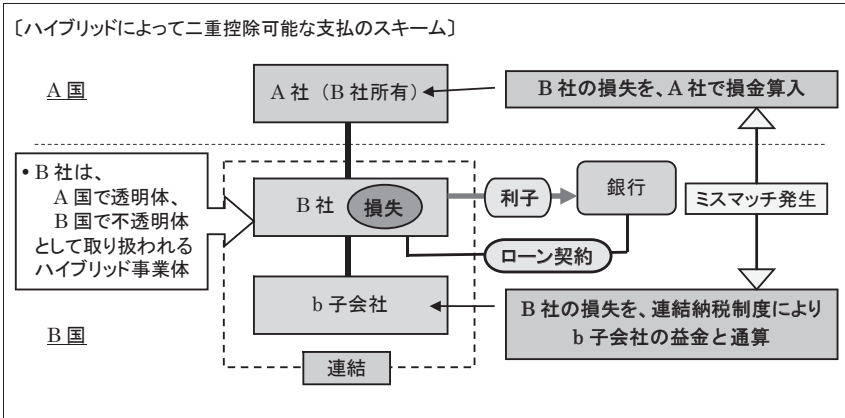 〔ハイブリッドによって二重控除可能な支払のスキーム〕
A 国
A 社（B 社所有）
B 社の損失を、A 社で損金算入
• B 社は、
A 国で透明体、
B 国で不透明体
として取り扱われる
ハイブリッド事業体
B 社
損失
利子
銀行
ミスマッチ発生
ローン契約
b 子会社
B 社の損失を、連結納税制度により
b 子会社の益金と通算
B 国
連結